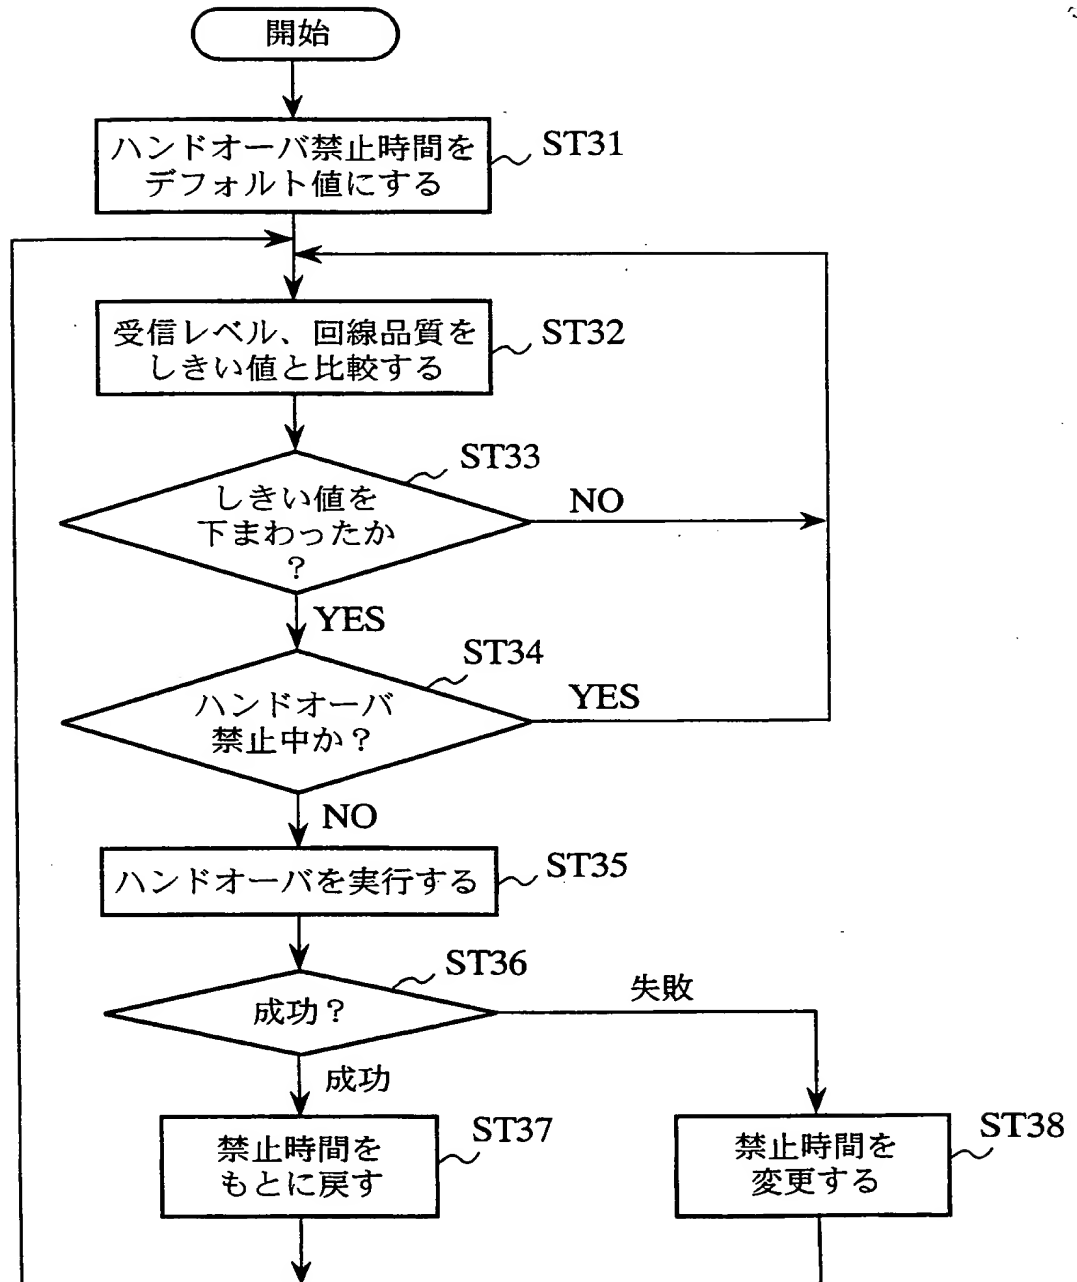 開始
ハンドオーバ禁止時間を
デフォルト値にする
ST31
受信レベル、回線品質を
しきい値と比較する
ST32
ST33
しきい値を
下まわったか
?
NO
YES
ST34
ハンドオーバ
禁止中か?
YES
NO
ハンドオーバを実行する
ST35
ST36
成功?
失敗
成功
禁止時間を
もとに戻す
ST37
禁止時間を
変更する
ST38